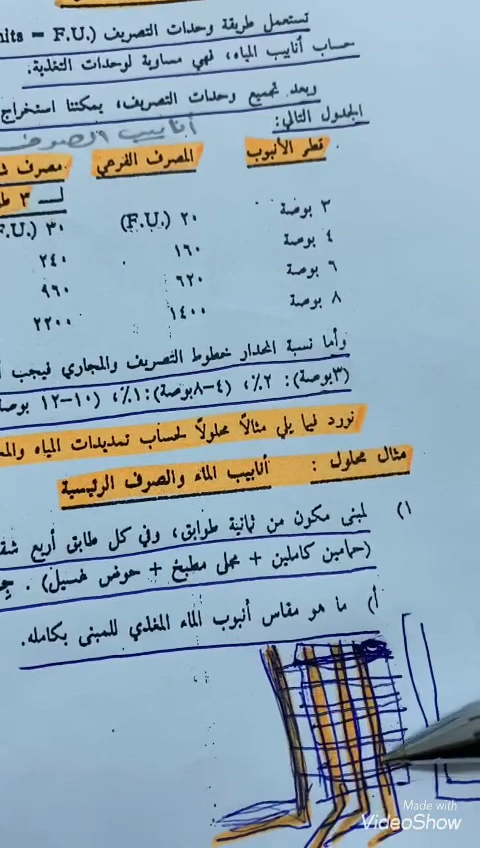 تستعمل طريقة وحدات التصريف (nits = F.U.
حساب أنابيب المياه، فهي مساوية لوحدات التغذية.
وبعد تجميع وحدات التصريف، يمكننا استخراج
الجدول التالي:
أنابيب الصرف
قطر الأنبوب المصرف الفرعي مصرف
٣
٣ بوصة ٢٠ (F.U.) ٣٠ (F.U.)
٤ بوصة ١٦٠ ٢٤٠
٦ بوصة ٦٢٠ ٩٦٠
٨ بوصة ١٤٠٠ ٢٢٠٠
وأما نسبة انحدار خطوط التصريف والمجاري فيجب
(٣بوصة): ٢٪، (٤-٨بوصة): ١٪، (١٠-١٢ بوصة
نورد فيما يلي مثالاً محلولاً لحساب تمديدات المياه
مثال محلول : أنابيب الماء والصرف الرئيسية
١) لمبنى مكون من ثمانية طوابق، وفي كل طابق أربع
(حمامين كاملين + مجلى مطبخ + حوض غسيل) .
أ) ما هو مقاس أنبوب الماء المغذي للمبنى بكامله.
Made with
VideoShow